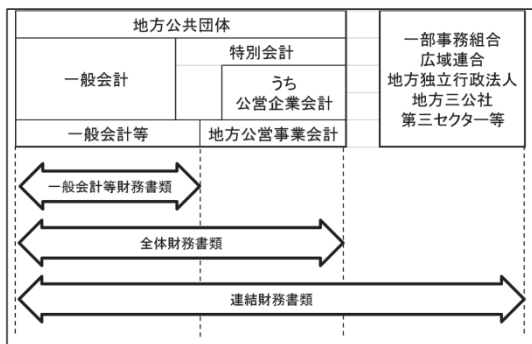 地方公共団体
一般会計
特別会計
うち
公営企業会計
一般会計等
地方公営事業会計
一部事務組合
広域連合
地方独立行政法人
地方三公社
第三セクター等
一般会計等財務書類
全体財務書類
連結財務書類